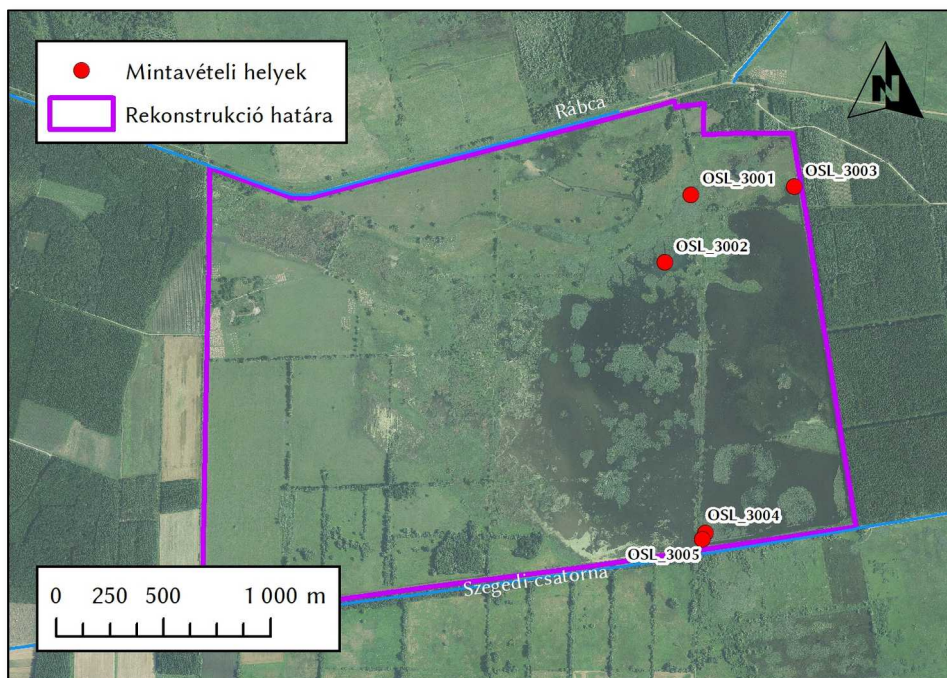 Mintavételi helyek
Rekonstrukció határa
Rábca
N
OSL_3001
OSL_3003
OSL_3002
OSL_3004
OSL_3005
Szegedi-csatorna
0 250 500 1 000 m